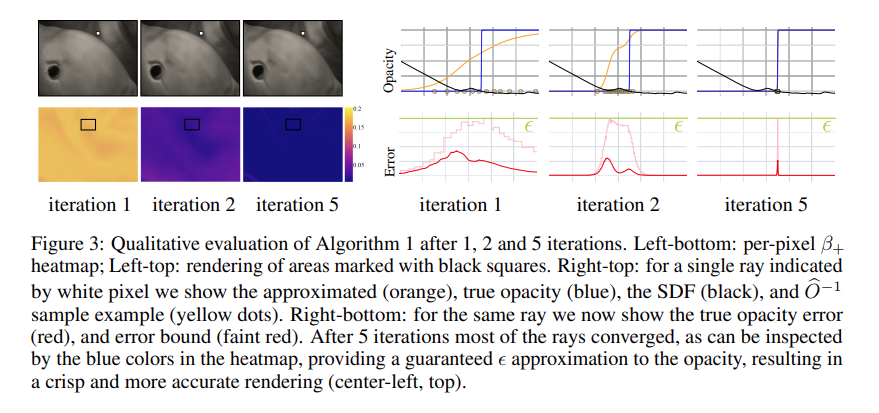 0.2
0.15
0.1
0.05
iteration 1
iteration 2
iteration 5
Opacity
Error
ϵ
ϵ
ϵ
iteration 1
iteration 2
iteration 5
Figure 3: Qualitative evaluation of Algorithm 1 after 1, 2 and 5 iterations. Left-bottom: per-pixel β₊
heatmap; Left-top: rendering of areas marked with black squares. Right-top: for a single ray indicated
by white pixel we show the approximated (orange), true opacity (blue), the SDF (black), and Ô⁻¹
sample example (yellow dots). Right-bottom: for the same ray we now show the true opacity error
(red), and error bound (faint red). After 5 iterations most of the rays converged, as can be inspected
by the blue colors in the heatmap, providing a guaranteed ϵ approximation to the opacity, resulting in
a crisp and more accurate rendering (center-left, top).